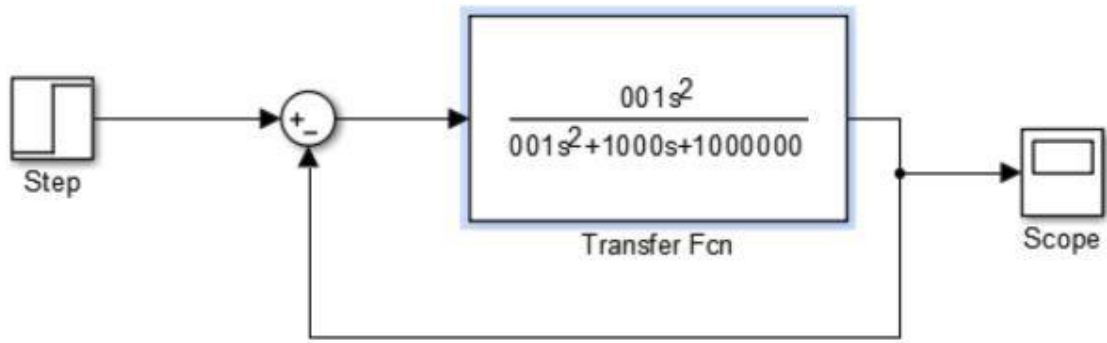 Step
+
−
001s²
001s²+1000s+1000000
Transfer Fcn
Scope